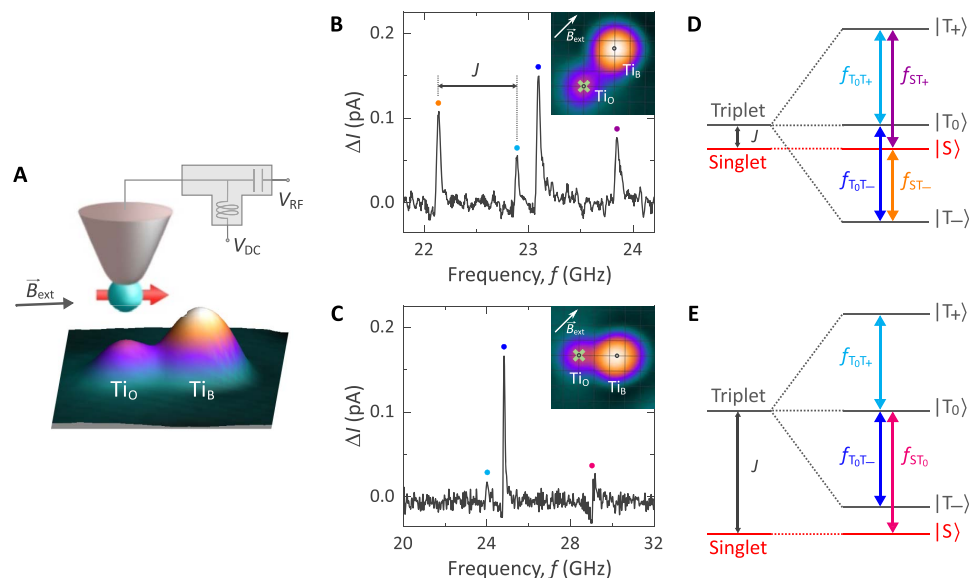 A
V_RF
V_DC
B_ext
Ti_O
Ti_B
B
ΔI (pA)
0.2
0.1
0.0
J
B_ext
Ti_B
Ti_O
22
23
24
Frequency, f (GHz)
C
ΔI (pA)
0.2
0.1
0.0
B_ext
Ti_O
Ti_B
20
24
28
32
Frequency, f (GHz)
D
|T+⟩
f_T0T+
f_ST+
Triplet
|T0⟩
J
|S⟩
Singlet
f_T0T−
f_ST−
|T−⟩
E
|T+⟩
f_T0T+
Triplet
|T0⟩
J
f_T0T−
f_ST0
|T−⟩
|S⟩
Singlet